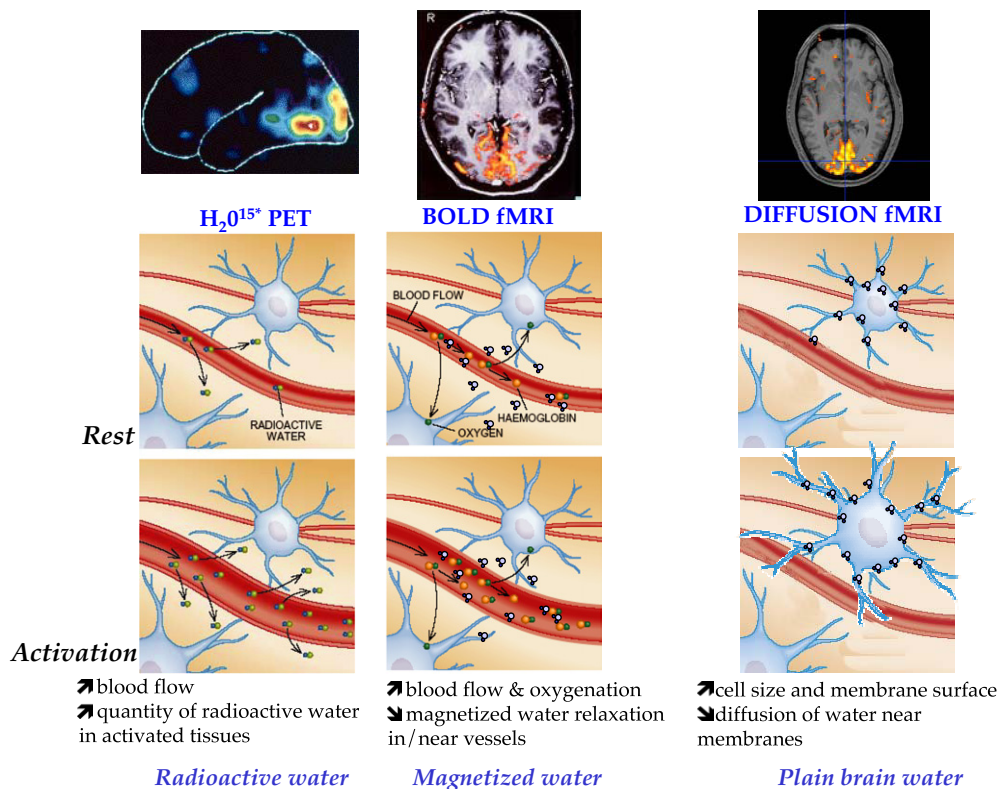 R
H₂0¹⁵* PET
BOLD fMRI
DIFFUSION fMRI
BLOOD FLOW
RADIOACTIVE
WATER
HAEMOGLOBIN
OXYGEN
Rest
Activation
↗ blood flow
↗ quantity of radioactive water
in activated tissues
↗ blood flow & oxygenation
↘ magnetized water relaxation
in/near vessels
↗ cell size and membrane surface
↘ diffusion of water near
membranes
Radioactive water
Magnetized water
Plain brain water